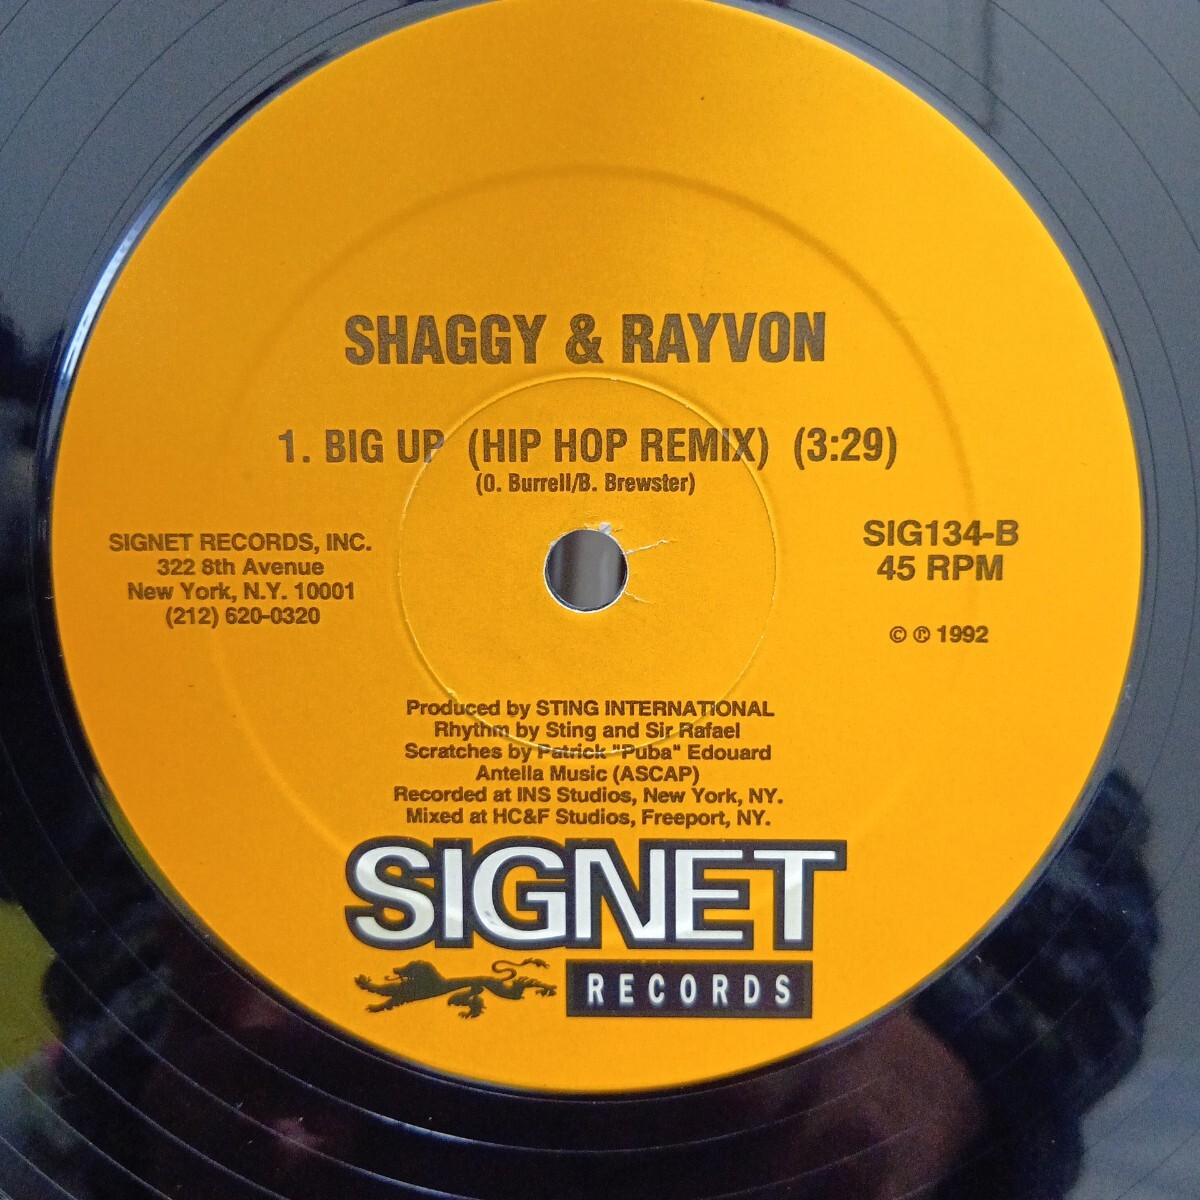 SHAGGY & RAYVON
1. BIG UP (HIP HOP REMIX) (3:29)
(O. Burrell/B. Brewster)
SIGNET RECORDS, INC.
322 8th Avenue
New York, N.Y. 10001
(212) 620-0320
SIG134-B
45 RPM
© ℗ 1992
Produced by STING INTERNATIONAL
Rhythm by Sting and Sir Rafael
Scratches by Patrick "Puba" Edouard
Antella Music (ASCAP)
Recorded at INS Studios, New York, NY.
Mixed at HC&F Studios, Freeport, NY.
SIGNET
RECORDS